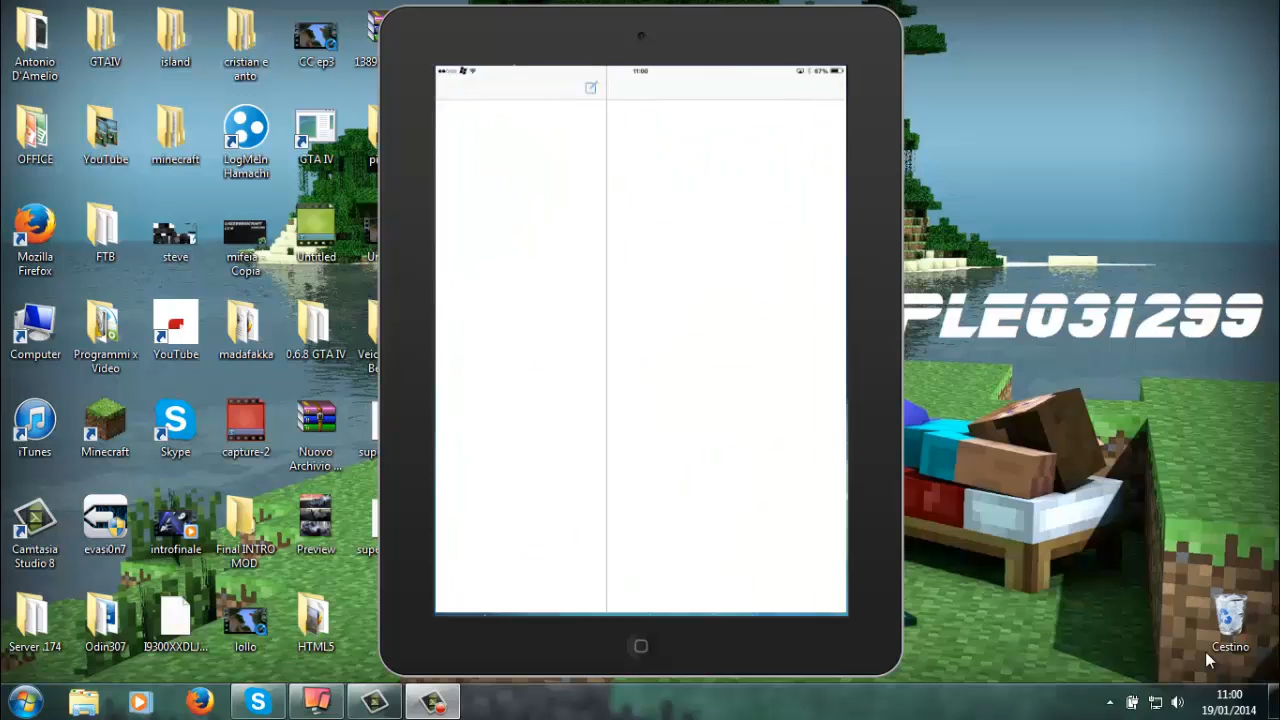 Antonio
D'Amelio
GTAIV
island
cristian e
anto
CC ep3
OFFICE
YouTube
minecraft
LogMeIn
Hamachi
GTA IV
Mozilla
Firefox
FTB
steve
mifeia -
Copia
Untitled
Computer
Programmi x
Video
YouTube
madafakka
0.6.8 GTA IV
iTunes
Minecraft
Skype
capture-2
Nuovo
Archivio ...
Camtasia
Studio 8
evasi0n7
introfinale
Final INTRO
MOD
Preview
Server .174
Odin307
I9300XXDLJ...
lollo
HTML5
11:00
67%
PLE031299
Cestino
11:00
19/01/2014